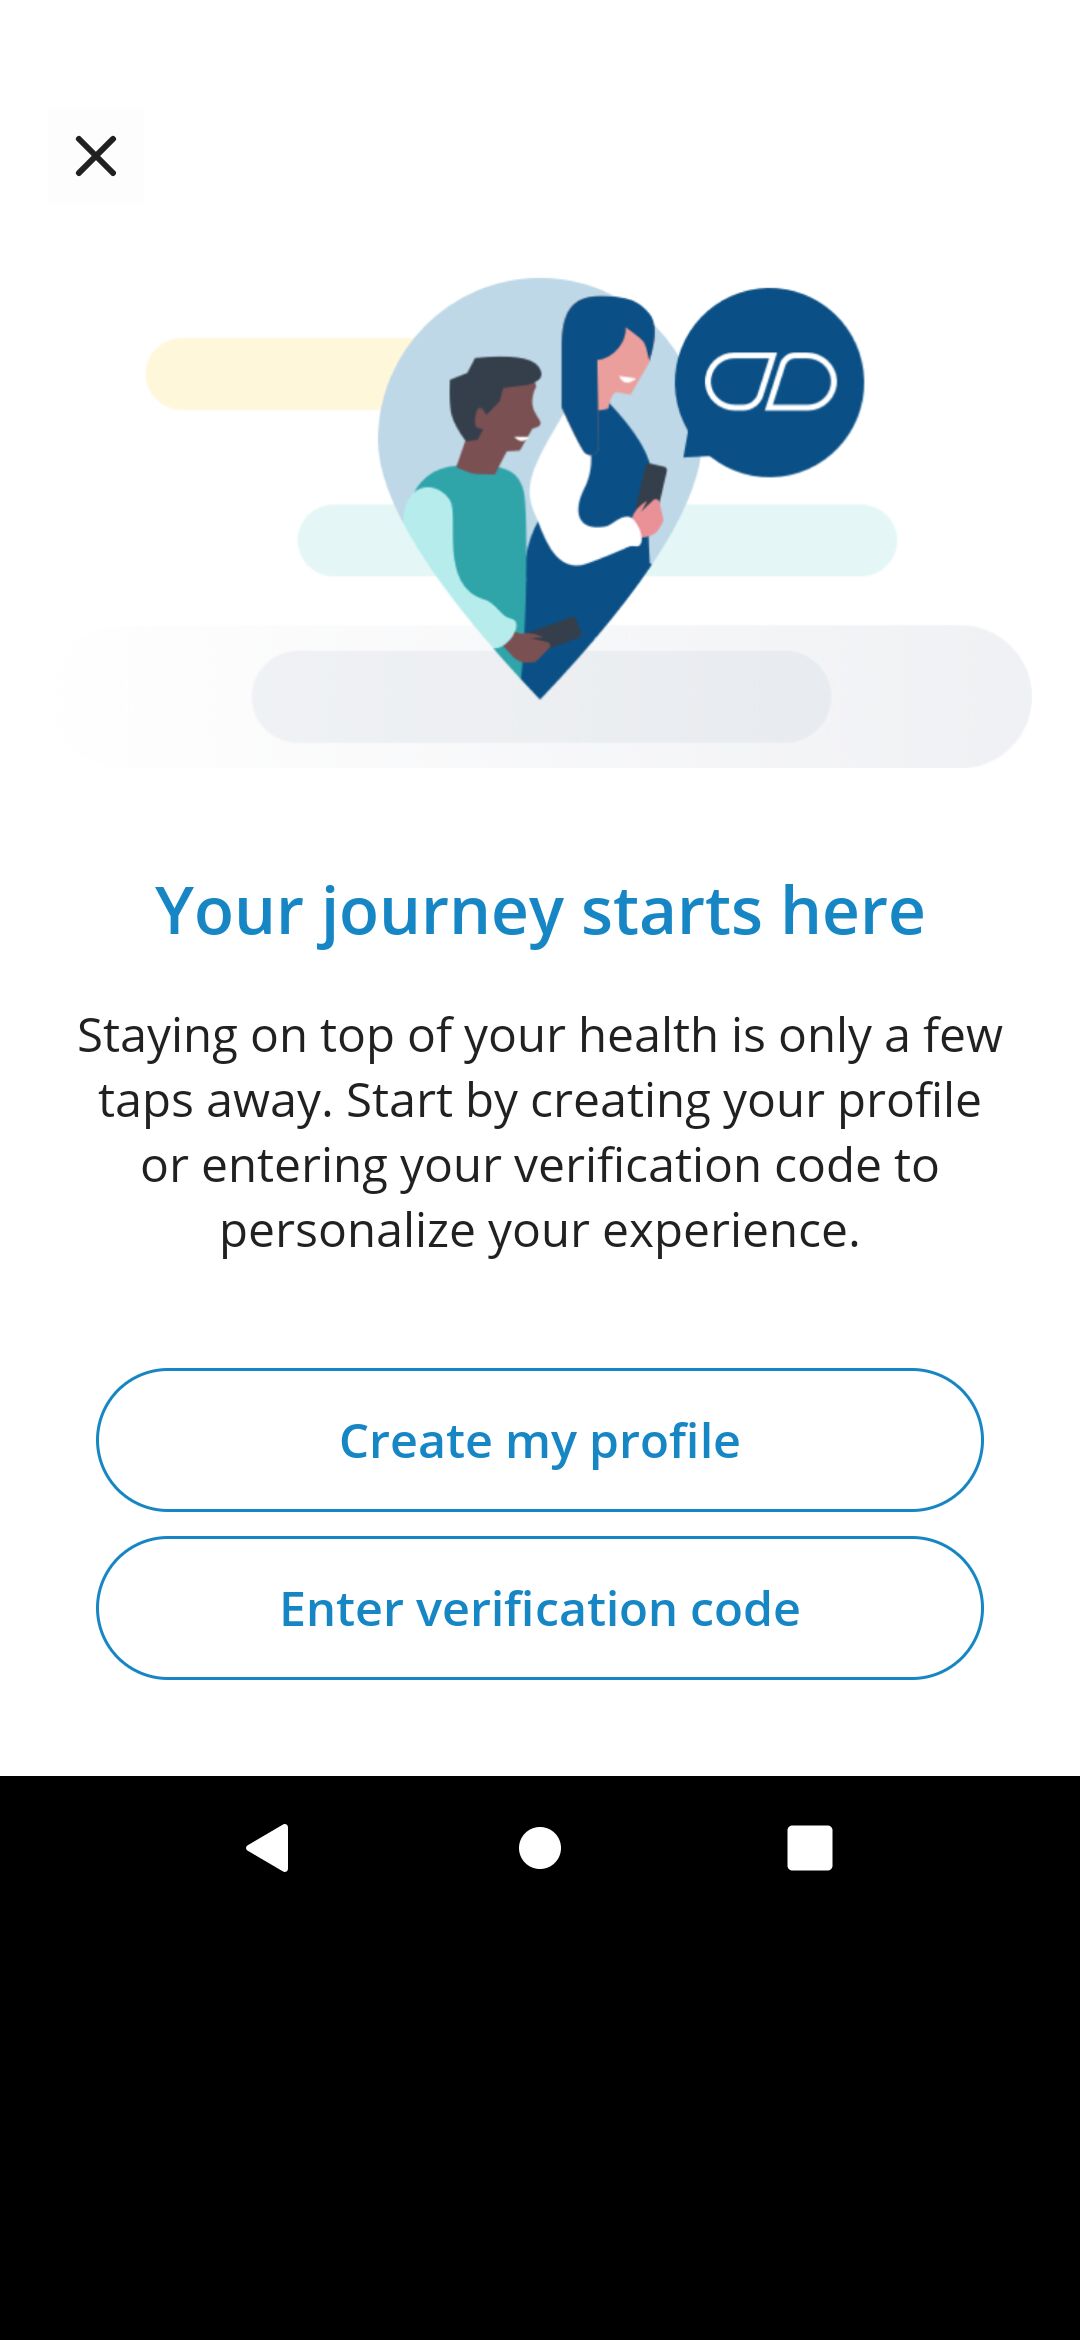 Your journey starts here
Staying on top of your health is only a few
taps away. Start by creating your profile
or entering your verification code to
personalize your experience.
Create my profile
Enter verification code